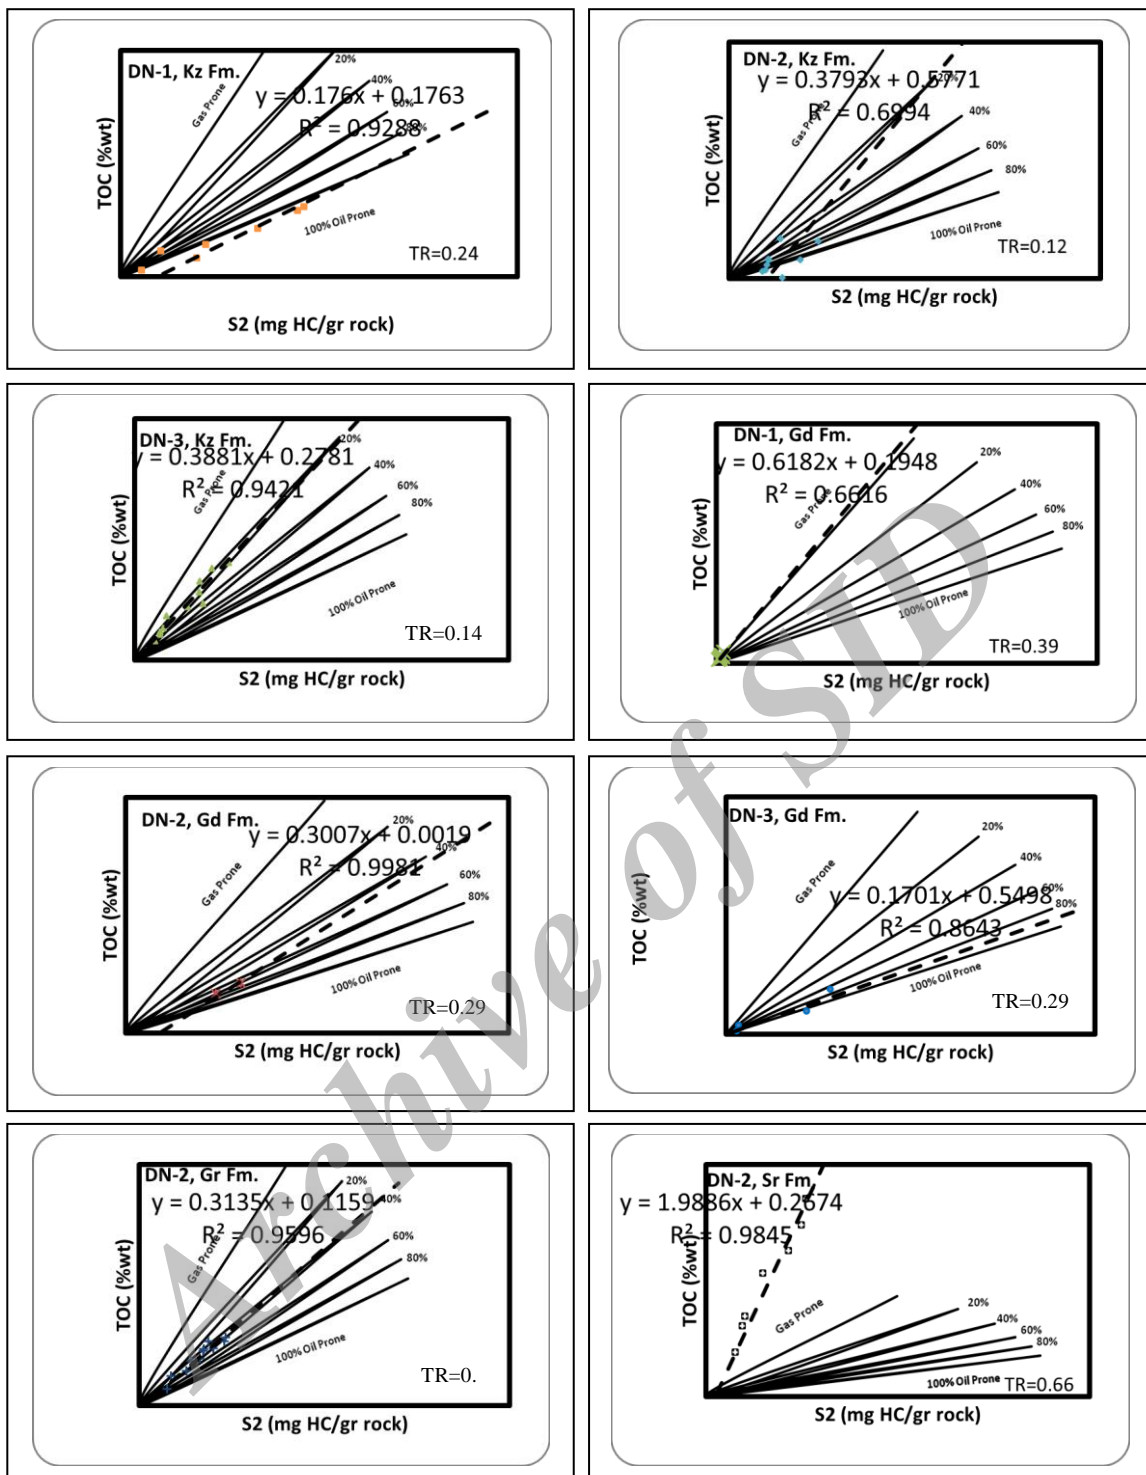 DN-1, Kz Fm.
y = 0.176x + 0.1763
R² = 0.9288
Gas Prone
20%
40%
60%
80%
100% Oil Prone
TR=0.24
TOC (%wt)
S2 (mg HC/gr rock)
DN-2, Kz Fm.
y = 0.3793x + 0.5771
R² = 0.6994
Gas Prone
20%
40%
60%
80%
100% Oil Prone
TR=0.12
TOC (%wt)
S2 (mg HC/gr rock)
DN-3, Kz Fm.
y = 0.3881x + 0.2781
R² = 0.9421
Gas Prone
20%
40%
60%
80%
100% Oil Prone
TR=0.14
TOC (%wt)
S2 (mg HC/gr rock)
DN-1, Gd Fm.
y = 0.6182x + 0.1948
R² = 0.6616
Gas Prone
20%
40%
60%
80%
100% Oil Prone
TR=0.39
TOC (%wt)
S2 (mg HC/gr rock)
DN-2, Gd Fm.
y = 0.3007x + 0.0019
R² = 0.9981
Gas Prone
20%
40%
60%
80%
100% Oil Prone
TR=0.29
TOC (%wt)
S2 (mg HC/gr rock)
DN-3, Gd Fm.
y = 0.1701x + 0.5498
R² = 0.8643
Gas Prone
20%
40%
60%
80%
100% Oil Prone
TR=0.29
TOC (%wt)
S2 (mg HC/gr rock)
DN-2, Gr Fm.
y = 0.3135x + 0.1159
R² = 0.9596
Gas Prone
20%
40%
60%
80%
100% Oil Prone
TR=0.
TOC (%wt)
S2 (mg HC/gr rock)
DN-2, Sr Fm.
y = 1.9886x + 0.2674
R² = 0.9845
Gas Prone
20%
40%
60%
80%
100% Oil Prone
TR=0.66
TOC (%wt)
S2 (mg HC/gr rock)
Archive of SID